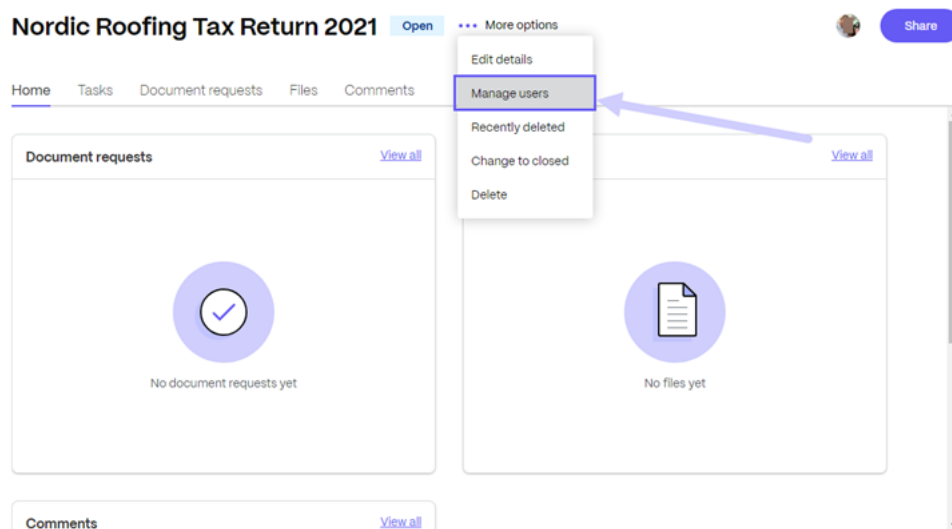 Nordic Roofing Tax Return 2021 Open ••• More options Share
Edit details
Manage users
Recently deleted
Change to closed
Delete
Home Tasks Document requests Files Comments
Document requests View all
View all
No document requests yet
No files yet
Comments View all